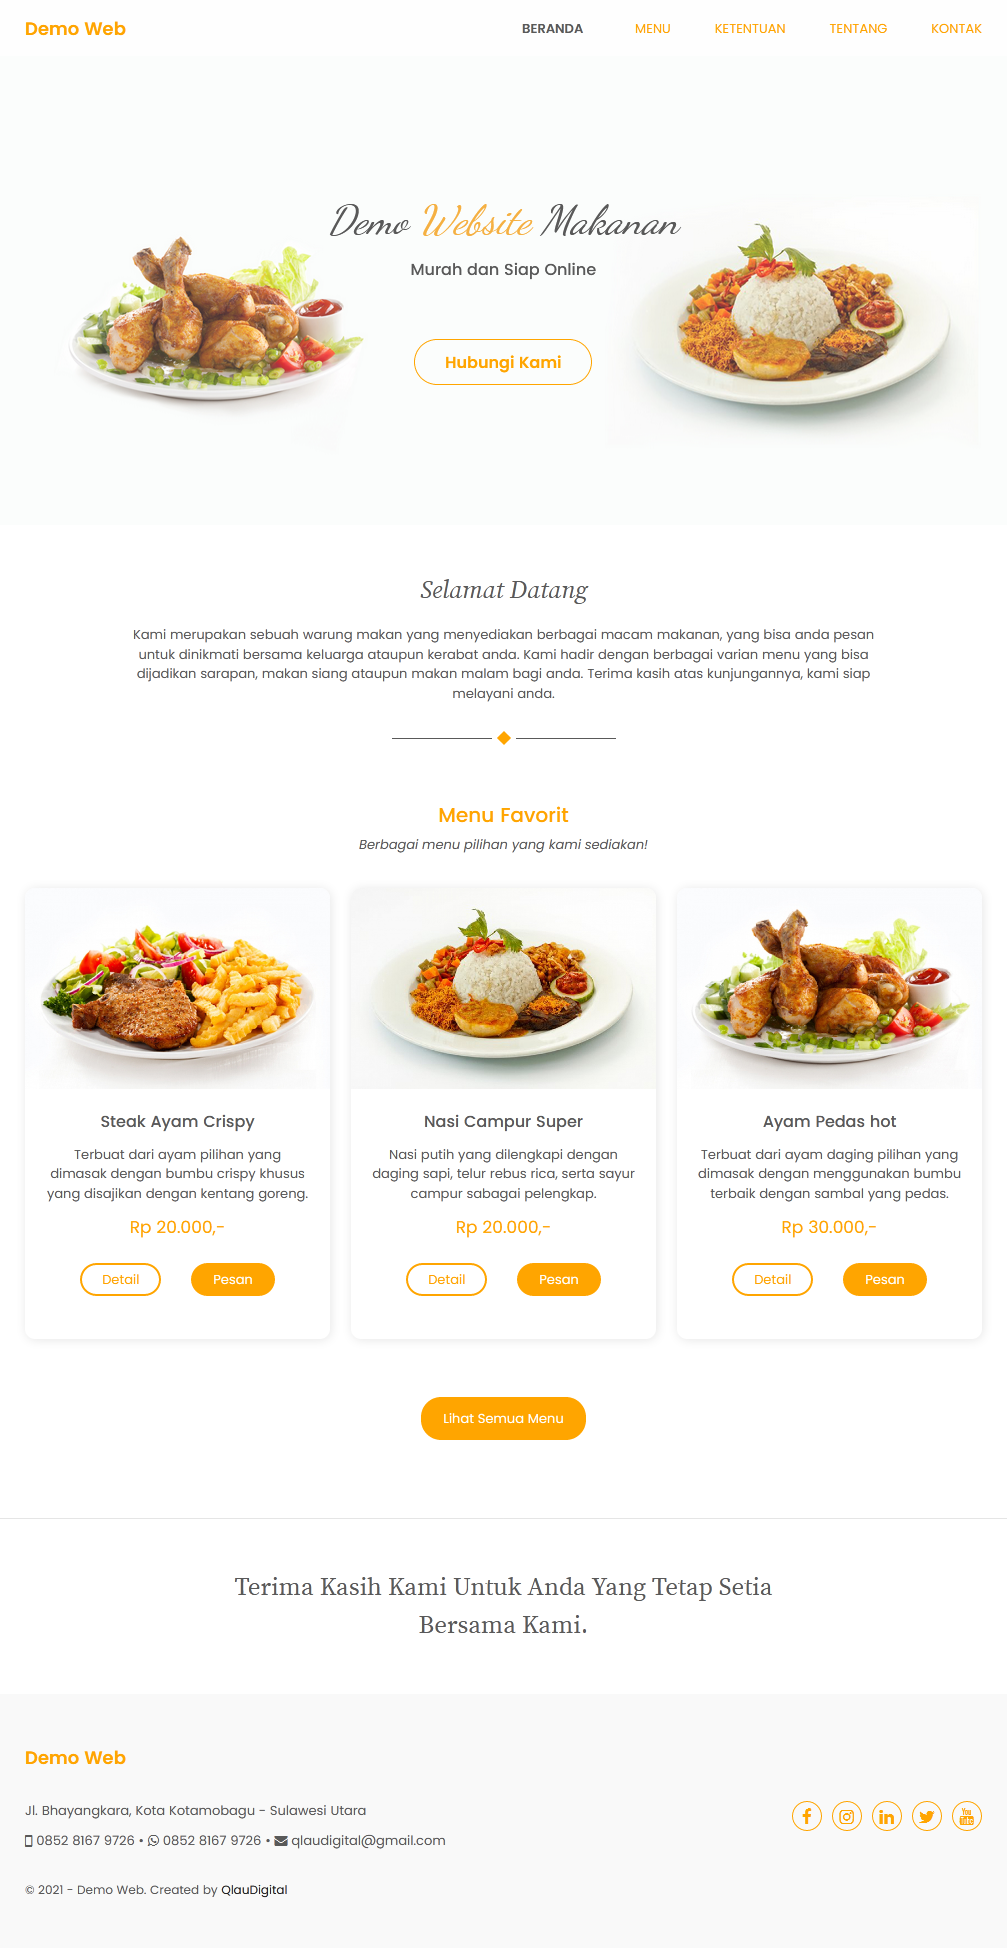 Demo Web
BERANDA MENU KETENTUAN TENTANG KONTAK
Demo Website Makanan
Murah dan Siap Online
Hubungi Kami
Selamat Datang
Kami merupakan sebuah warung makan yang menyediakan berbagai macam makanan, yang bisa anda pesan
untuk dinikmati bersama keluarga ataupun kerabat anda. Kami hadir dengan berbagai varian menu yang bisa
dijadikan sarapan, makan siang ataupun makan malam bagi anda. Terima kasih atas kunjungannya, kami siap
melayani anda.
Menu Favorit
Berbagai menu pilihan yang kami sediakan!
Steak Ayam Crispy
Terbuat dari ayam pilihan yang
dimasak dengan bumbu crispy khusus
yang disajikan dengan kentang goreng.
Rp 20.000,-
Detail Pesan
Nasi Campur Super
Nasi putih yang dilengkapi dengan
daging sapi, telur rebus rica, serta sayur
campur sabagai pelengkap.
Rp 20.000,-
Detail Pesan
Ayam Pedas hot
Terbuat dari ayam daging pilihan yang
dimasak dengan menggunakan bumbu
terbaik dengan sambal yang pedas.
Rp 30.000,-
Detail Pesan
Lihat Semua Menu
Terima Kasih Kami Untuk Anda Yang Tetap Setia
Bersama Kami.
Demo Web
Jl. Bhayangkara, Kota Kotamobagu - Sulawesi Utara
0852 8167 9726 • 0852 8167 9726 • qlaudigital@gmail.com
© 2021 - Demo Web. Created by QlauDigital